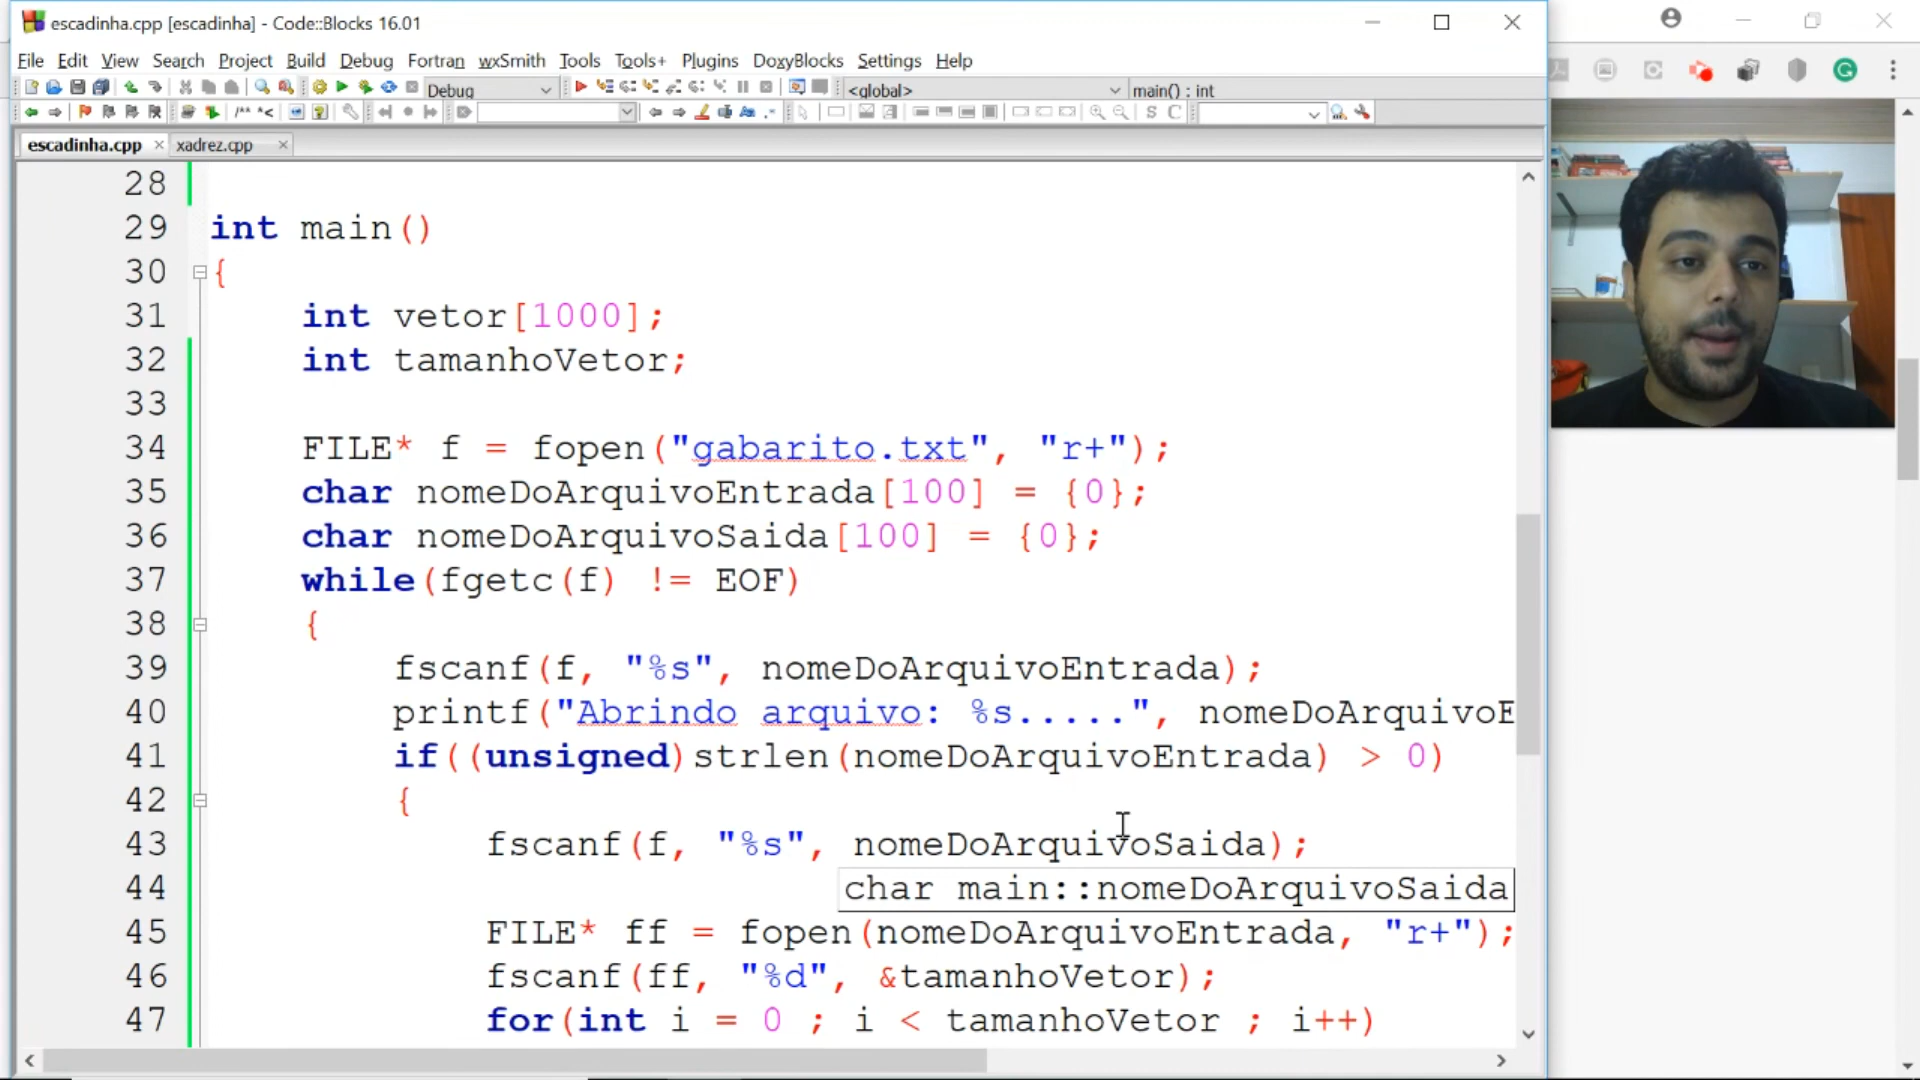 escadinha.cpp [escadinha] - Code::Blocks 16.01
File Edit View Search Project Build Debug Fortran wxSmith Tools Tools+ Plugins DoxyBlocks Settings Help
Debug <global> main() : int
escadinha.cpp xadrez.cpp
28
29 int main()
30 {
31 int vetor[1000];
32 int tamanhoVetor;
33
34 FILE* f = fopen("gabarito.txt", "r+");
35 char nomeDoArquivoEntrada[100] = {0};
36 char nomeDoArquivoSaida[100] = {0};
37 while(fgetc(f) != EOF)
38 {
39 fscanf(f, "%s", nomeDoArquivoEntrada);
40 printf("Abrindo arquivo: %s.....", nomeDoArquivoE
41 if((unsigned)strlen(nomeDoArquivoEntrada) > 0)
42 {
43 fscanf(f, "%s", nomeDoArquivoSaida);
44 char main::nomeDoArquivoSaida
45 FILE* ff = fopen(nomeDoArquivoEntrada, "r+");
46 fscanf(ff, "%d", &tamanhoVetor);
47 for(int i = 0 ; i < tamanhoVetor ; i++)